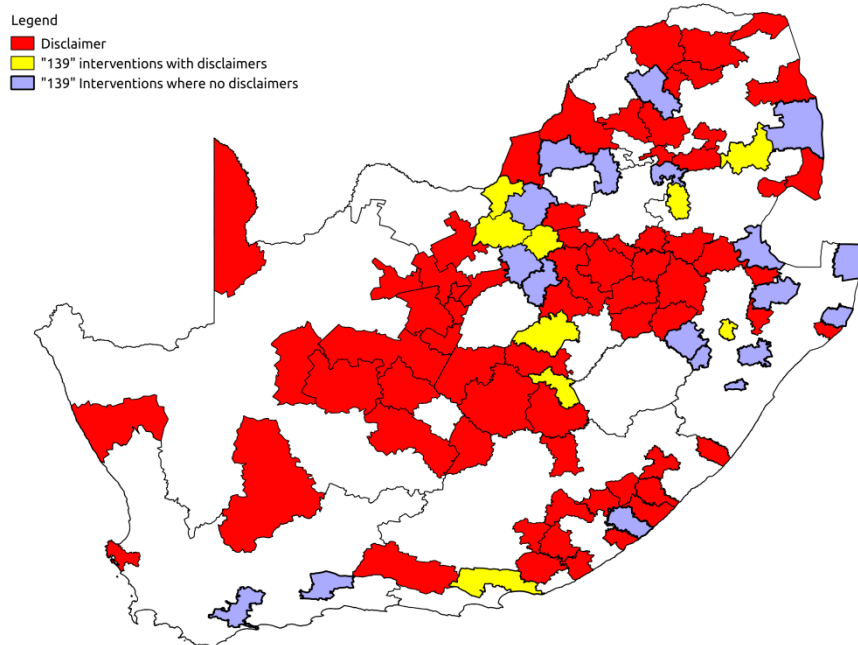 Legend
Disclaimer
"139" interventions with disclaimers
"139" Interventions where no disclaimers